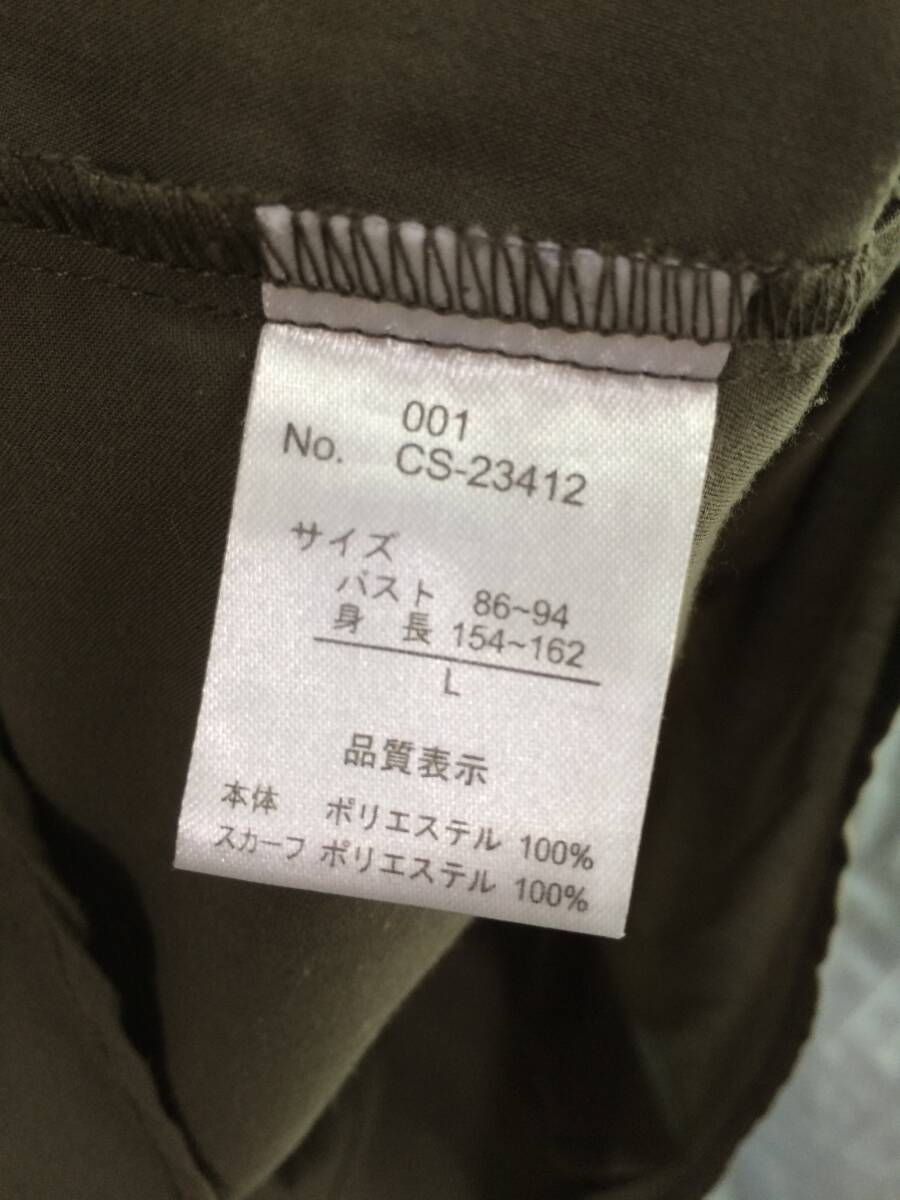 001
No. CS-23412
サイズ
バスト 86~94
身 長 154~162
L
品質表示
本体 ポリエステル 100%
スカーフ ポリエステル 100%